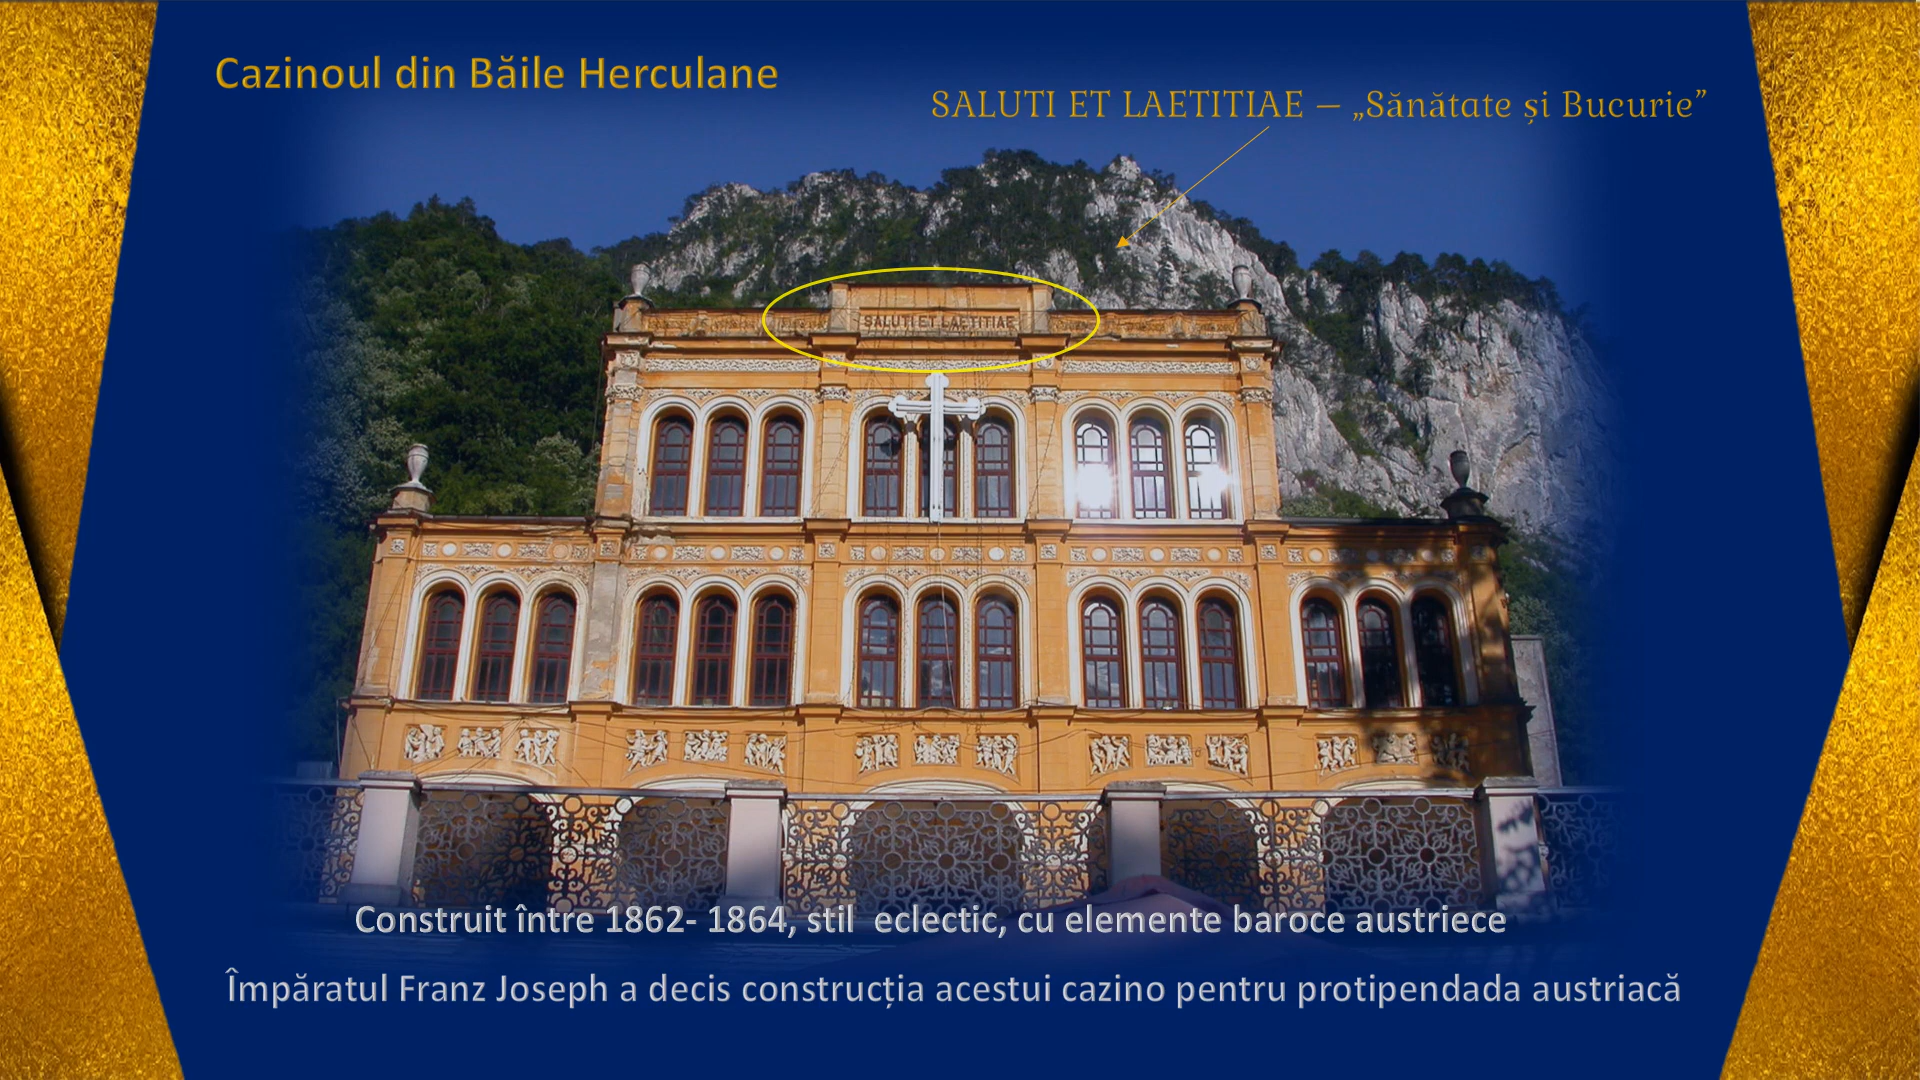 Cazinoul din Băile Herculane
SALUTI ET LAETITIAE – „Sănătate și Bucurie”
SALUTI ET LAETITIAE
Construit între 1862- 1864, stil  eclectic, cu elemente baroce austriece
Împăratul Franz Joseph a decis construcția acestui cazino pentru protipendada austriacă